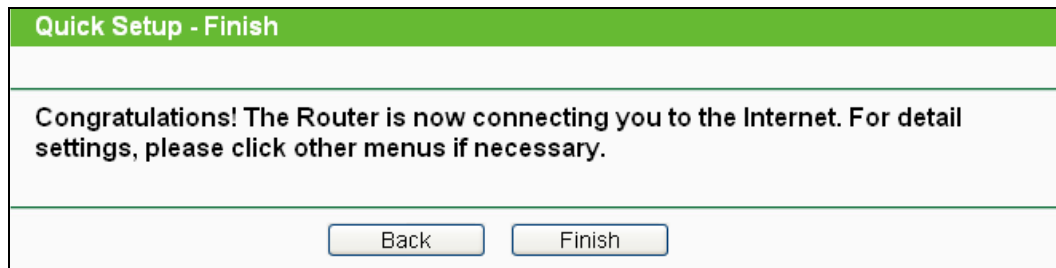 Quick Setup - Finish
Congratulations! The Router is now connecting you to the Internet. For detail
settings, please click other menus if necessary.
Back Finish